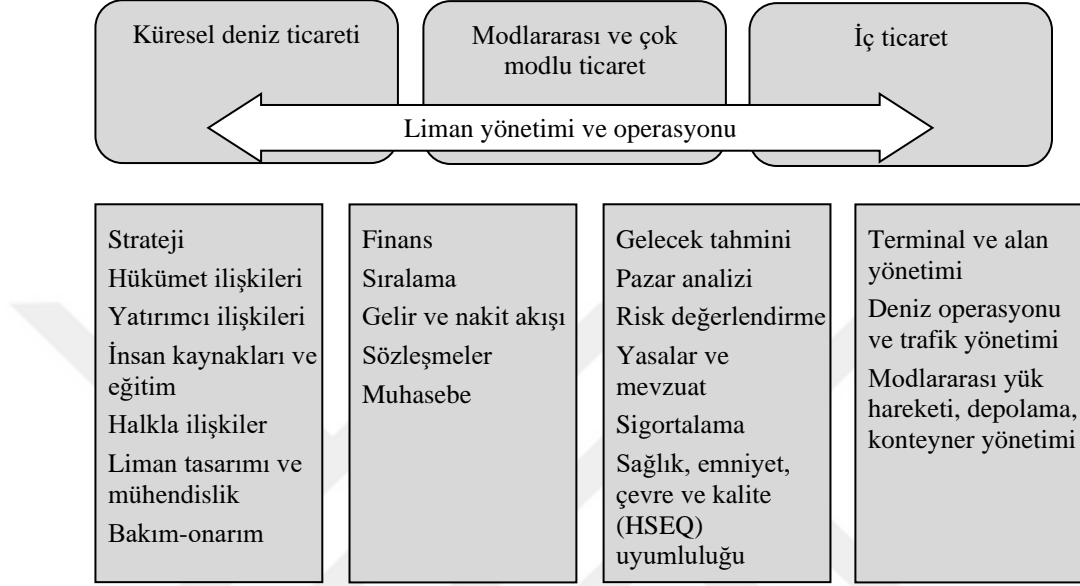 Küresel deniz ticareti
Modlararası ve çok
modlu ticaret
İç ticaret
Liman yönetimi ve operasyonu
Strateji
Hükümet ilişkileri
Yatırımcı ilişkileri
İnsan kaynakları ve
eğitim
Halkla ilişkiler
Liman tasarımı ve
mühendislik
Bakım-onarım
Finans
Sıralama
Gelir ve nakit akışı
Sözleşmeler
Muhasebe
Gelecek tahmini
Pazar analizi
Risk değerlendirme
Yasalar ve
mevzuat
Sigortalama
Sağlık, emniyet,
çevre ve kalite
(HSEQ)
uyumluluğu
Terminal ve alan
yönetimi
Deniz operasyonu
ve trafik yönetimi
Modlararası yük
hareketi, depolama,
konteyner yönetimi